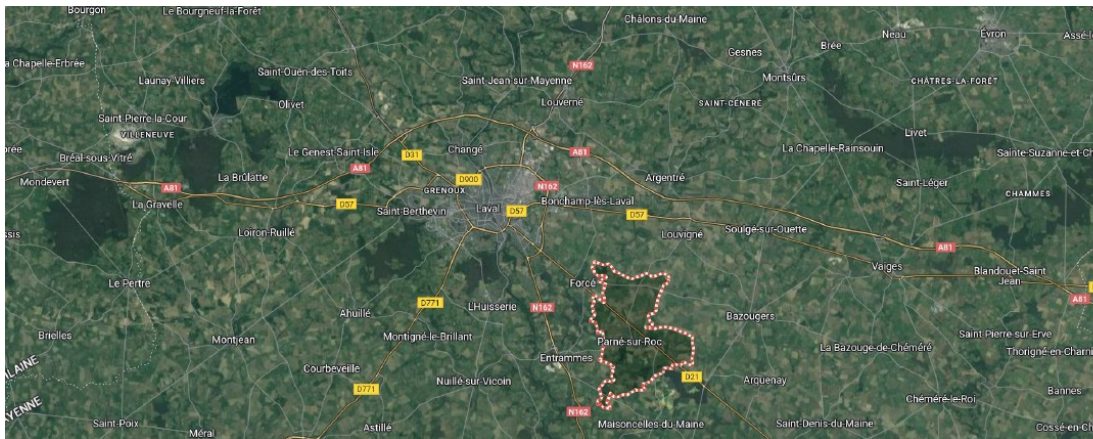 Bourgon
Le Bourgneuf-la-Forêt
Châlons du Maine
Neau
Évron
Brée
Gesnes
La Chapelle-Erbrée
Launay-Villiers
Saint-Ouën-des-Toits
Saint-Jean-sur-Mayenne
N162
Montsûrs
CHÂTRES-LA-FORÊT
Olivet
Louverné
SAINT-CÉNERÉ
Saint-Pierre-la-Cour
VILLENEUVE
Livet
Bréal-sous-Vitré
Le Genest-Saint-Isle
D31
Changé
A81
La Chapelle-Rainsouin
Mondevert
A81
La Brûlatte
A81
D900
GRENOUX
N162
Argentré
Saint-Léger
CHAMMES
La Gravelle
D57
Saint-Berthevin
Laval
D57
Bonchamp-lès-Laval
D57
Loiron-Ruillé
Louvigné
Soulgé-sur-Ouette
A81
Vaiges
Blandouet-Saint
Jean
Le Pertre
Forcé
A81
D771
L'Huisserie
N162
Ahuillé
Bazougers
Brielles
Montjean
Montigné-le-Brillant
Parné-sur-Roc
Saint-Pierre-sur-Erve
La Bazouge-de-Chéméré
Thorigné-en-Charni
Entrammes
Courbeveille
Nuillé-sur-Vicoin
D21
Arquenay
D771
Bannes
Chéméré-le-Roi
N162
Saint-Poix
Méral
Astillé
Maisoncelles-du-Maine
Saint-Denis-du-Maine
Cossé-en-Ch